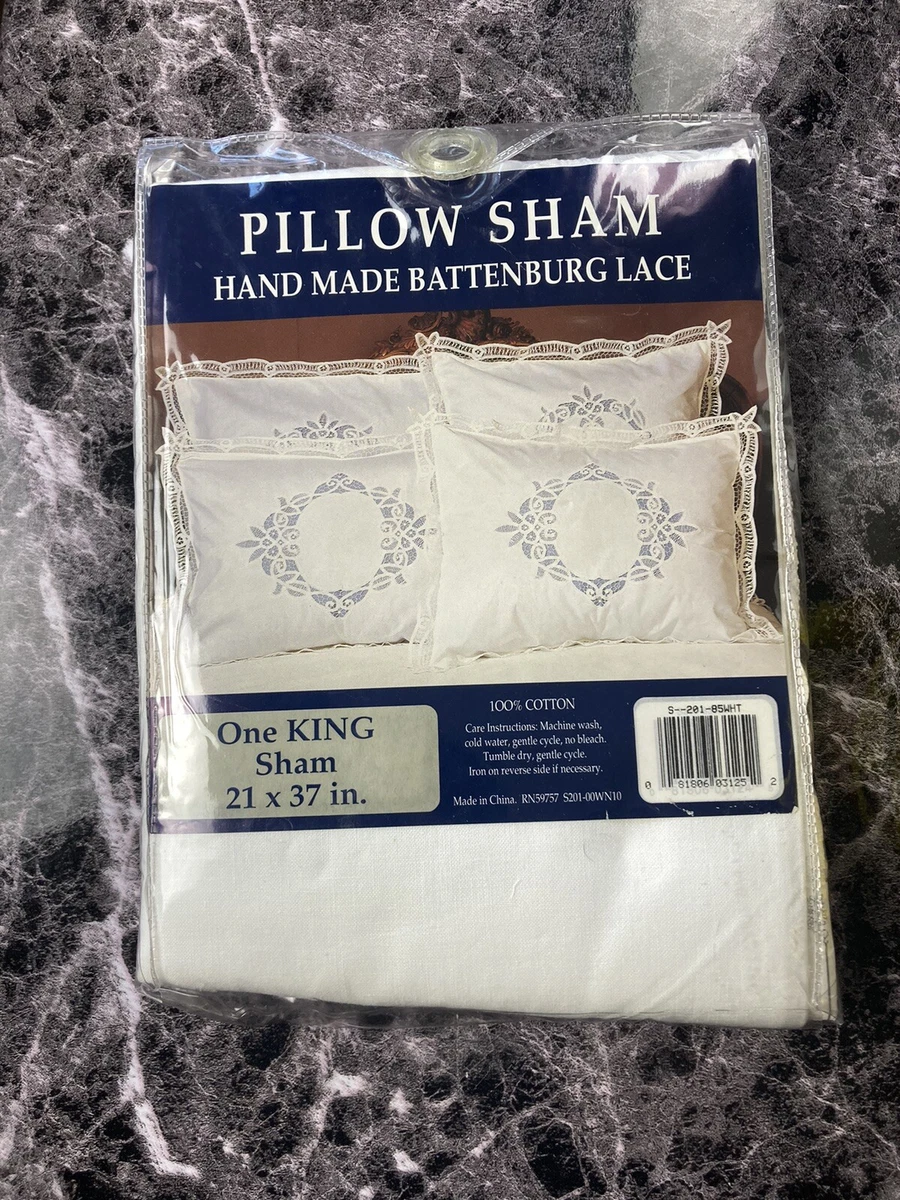 PILLOW SHAM
HAND MADE BATTENBURG LACE
One KING
Sham
21 x 37 in.
100% COTTON
Care Instructions: Machine wash,
cold water, gentle cycle, no bleach.
Tumble dry, gentle cycle.
Iron on reverse side if necessary.
Made in China. RN59757 S201-00WN10
S--201-85WHT
0 81806 03125 2